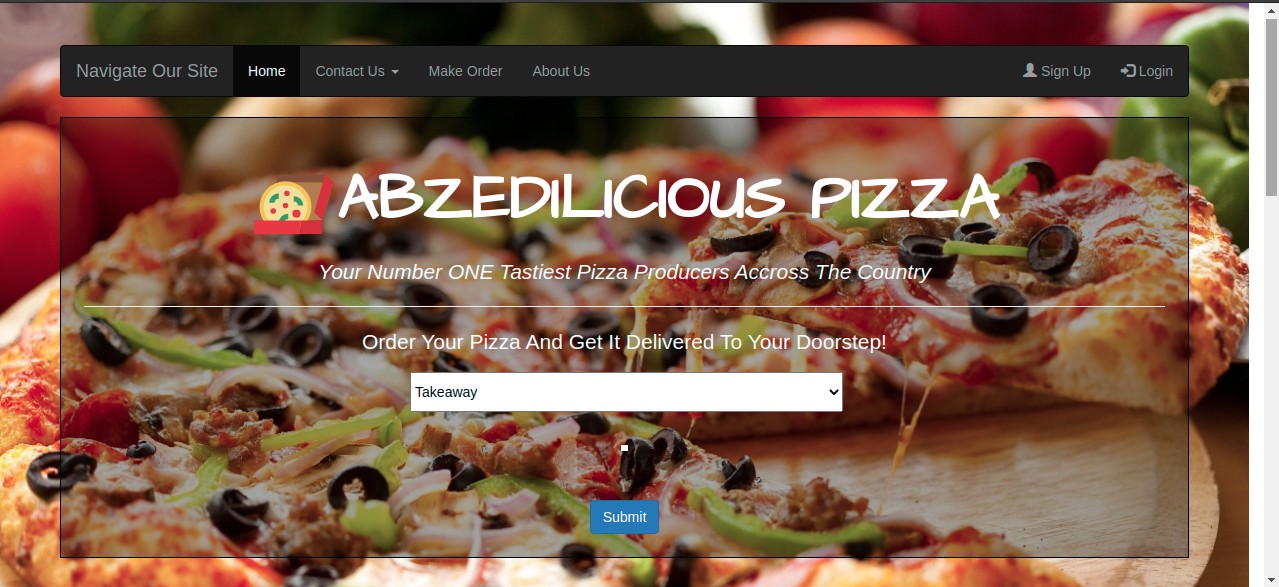 Navigate Our Site Home Contact Us Make Order About Us Sign Up Login
ABZEDILICIOUS PIZZA
Your Number ONE Tastiest Pizza Producers Accross The Country
Order Your Pizza And Get It Delivered To Your Doorstep!
Takeaway
Submit